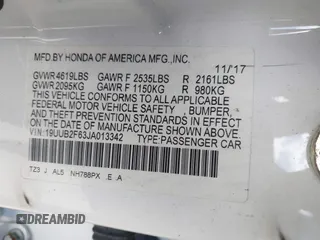 MFD.BY HONDA OF AMERICA MFG.,INC.
11/17
GVWR4619LBS GAWR F 2535LBS R 2161LBS
GVWR2095KG GAWR F 1150KG R 980KG
THIS VEHICLE CONFORMS TO ALL APPLICABLE
FEDERAL MOTOR VEHICLE SAFETY , BUMPER,
AND THEFT PREVENTION STANDARDS IN
EFFECT ON THE DATE OF MANUFACTURE
SHOWN ABOVE.
VIN:19UUB2F63JA013342 TYPE:PASSENGER CAR
TZ3 J AL5 NH788PX E A
DREAMBID